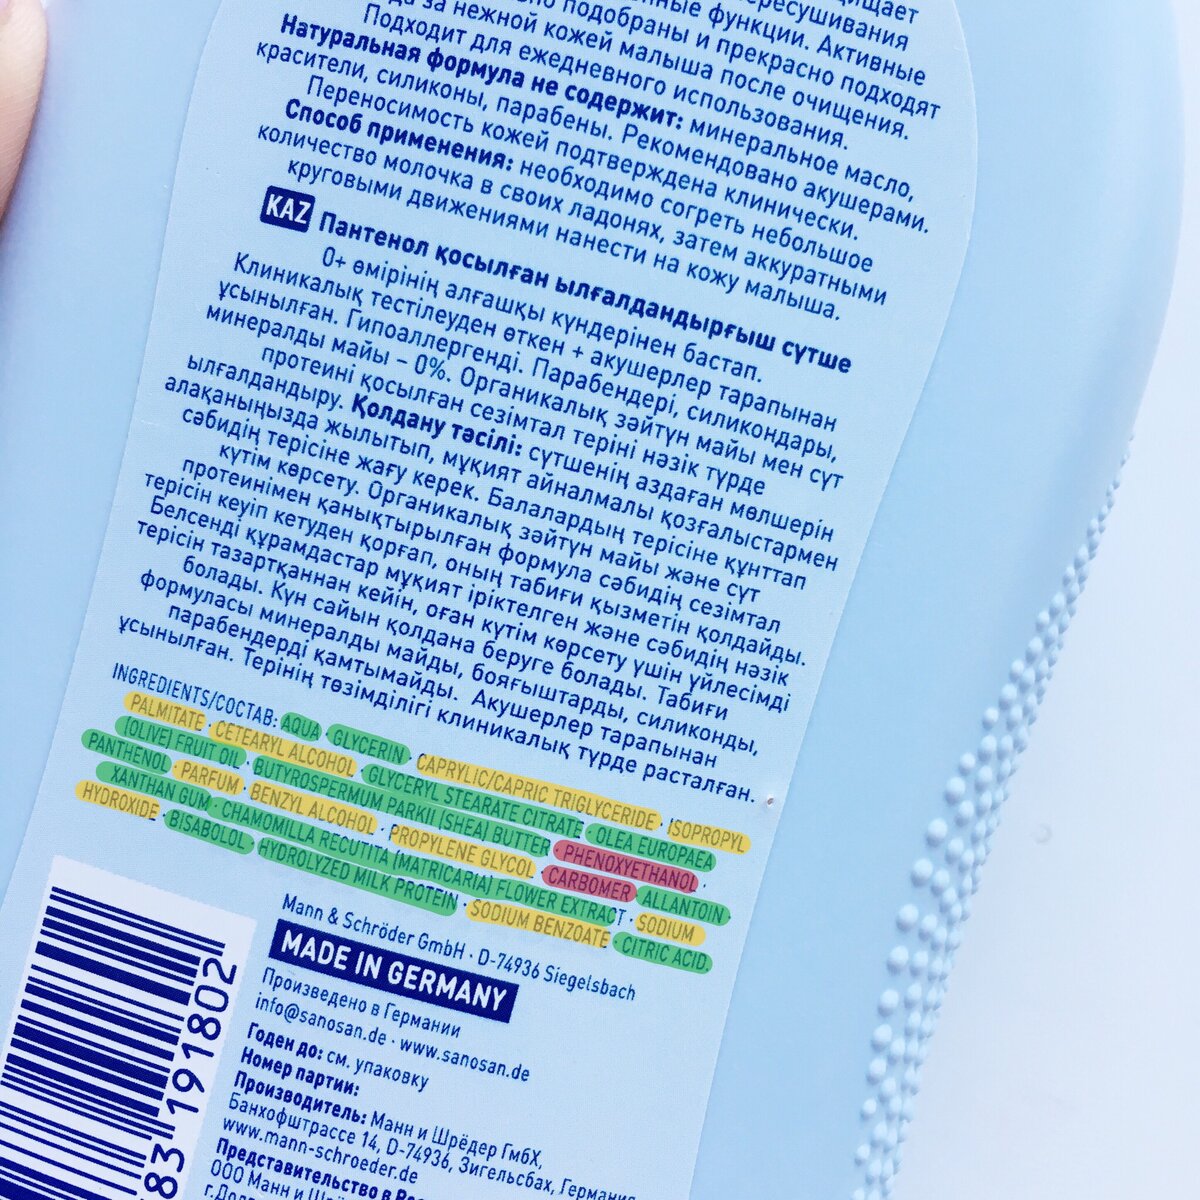 пересушивания
функции. Активные
подобраны и прекрасно подходят
за нежной кожей малыша после очищения.
Подходит для ежедневного использования.
Натуральная формула не содержит: минеральное масло,
красители, силиконы, парабены. Рекомендовано акушерами.
Переносимость кожей подтверждена клинически.
Способ применения: необходимо согреть небольшое
количество молочка в своих ладонях, затем аккуратными
круговыми движениями нанести на кожу малыша.
KAZ Пантенол қосылған ылғалдандырғыш сүтше
0+ өмірінің алғашқы күндерінен бастап.
Клиникалық тестілеуден өткен + акушерлер тарапынан
ұсынылған. Гипоаллергенді. Парабендері, силикондары,
минералды майы – 0%. Органикалық зәйтүн майы мен сүт
протеині қосылған сезімтал теріні нәзік түрде
ылғалдандыру. Қолдану тәсілі: сүтшенің аздаған мөлшерін
алақаныңызда жылытып, мұқият айналмалы қозғалыстармен
сәбидің терісіне жағу керек. Балалардың терісіне құнттап
күтім көрсету. Органикалық зәйтүн майы және сүт
протеинімен қанықтырылған формула сәбидің сезімтал
терісін кеуіп кетуден қорғап, оның табиғи қызметін қолдайды.
Белсенді құрамдастар мұқият іріктелген және сәбидің нәзік
терісін тазартқаннан кейін, оған күтім көрсету үшін үйлесімді
болады. Күн сайын қолдана беруге болады. Табиғи
формуласы минералды майды, бояғыштарды, силиконды,
парабендерді қамтымайды. Акушерлер тарапынан
ұсынылған. Терінің төзімділігі клиникалық түрде расталған.
INGREDIENTS/СОСТАВ: AQUA · GLYCERIN · CAPRYLIC/CAPRIC TRIGLYCERIDE · ISOPROPYL
PALMITATE · CETEARYL ALCOHOL · GLYCERYL STEARATE CITRATE · OLEA EUROPAEA
(OLIVE) FRUIT OIL · BUTYROSPERMUM PARKII (SHEA) BUTTER · PHENOXYETHANOL ·
PANTHENOL · PARFUM · BENZYL ALCOHOL · PROPYLENE GLYCOL · CARBOMER · ALLANTOIN ·
XANTHAN GUM · CHAMOMILLA RECUTITA (MATRICARIA) FLOWER EXTRACT · SODIUM
HYDROXIDE · BISABOLOL · HYDROLYZED MILK PROTEIN · SODIUM BENZOATE · CITRIC ACID.
Mann & Schröder GmbH · D-74936 Siegelsbach
MADE IN GERMANY
Произведено в Германии
info@sanosan.de · www.sanosan.de
Годен до: см. упаковку
Номер партии:
Производитель: Манн и Шрёдер ГмбХ,
Банхофштрассе 14, D-74936, Зигельсбах, Германия
www.mann-schroeder.de
Представительство в
ООО Манн и
83 191802